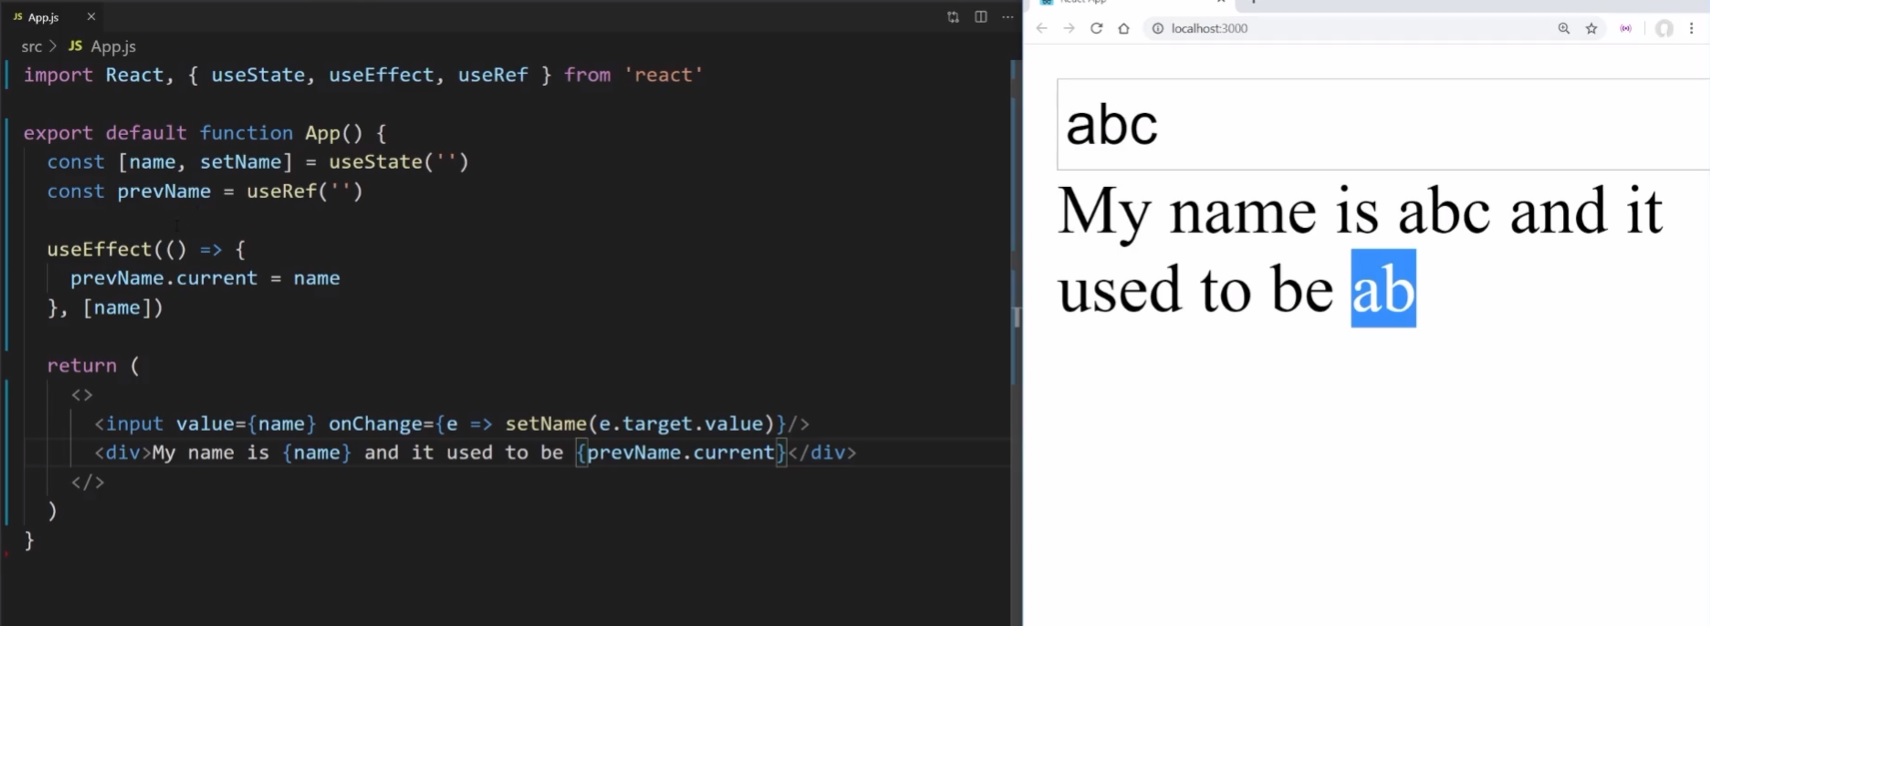 JS App.js ×
src > JS App.js
import React, { useState, useEffect, useRef } from 'react'
export default function App() {
const [name, setName] = useState('')
const prevName = useRef('')
useEffect(() => {
prevName.current = name
}, [name])
return (
<>
<input value={name} onChange={e => setName(e.target.value)}/>
<div>My name is {name} and it used to be {prevName.current}</div>
</>
)
}
React App
localhost:3000
abc
My name is abc and it
used to be ab